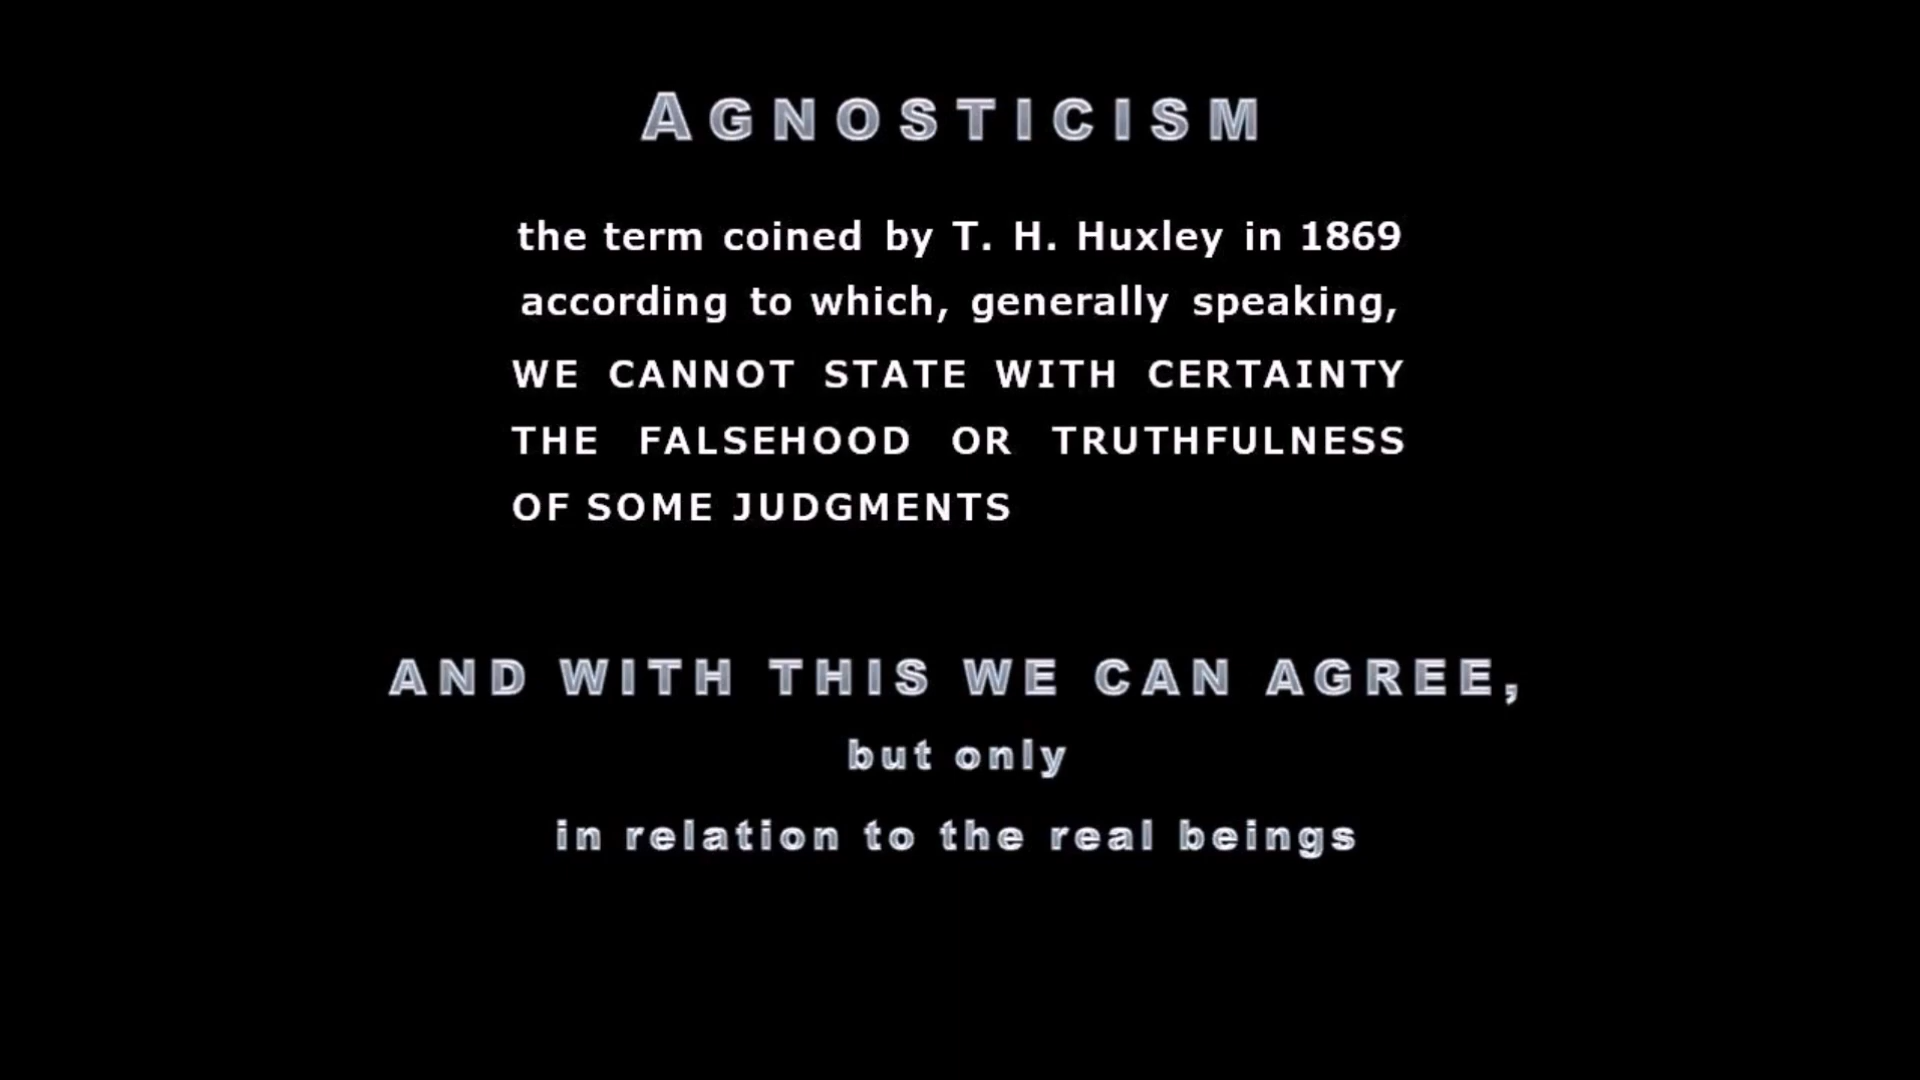 AGNOSTICISM
the term coined by T. H. Huxley in 1869
according to which, generally speaking,
WE CANNOT STATE WITH CERTAINTY
THE FALSEHOOD OR TRUTHFULNESS
OF SOME JUDGMENTS
AND WITH THIS WE CAN AGREE,
but only
in relation to the real beings